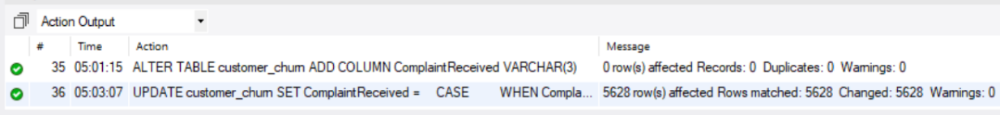 Action Output
# Time Action Message
35 05:01:15 ALTER TABLE customer_churn ADD COLUMN ComplaintReceived VARCHAR(3) 0 row(s) affected Records: 0 Duplicates: 0 Warnings: 0
36 05:03:07 UPDATE customer_churn SET ComplaintReceived = CASE WHEN Compla... 5628 row(s) affected Rows matched: 5628 Changed: 5628 Warnings: 0